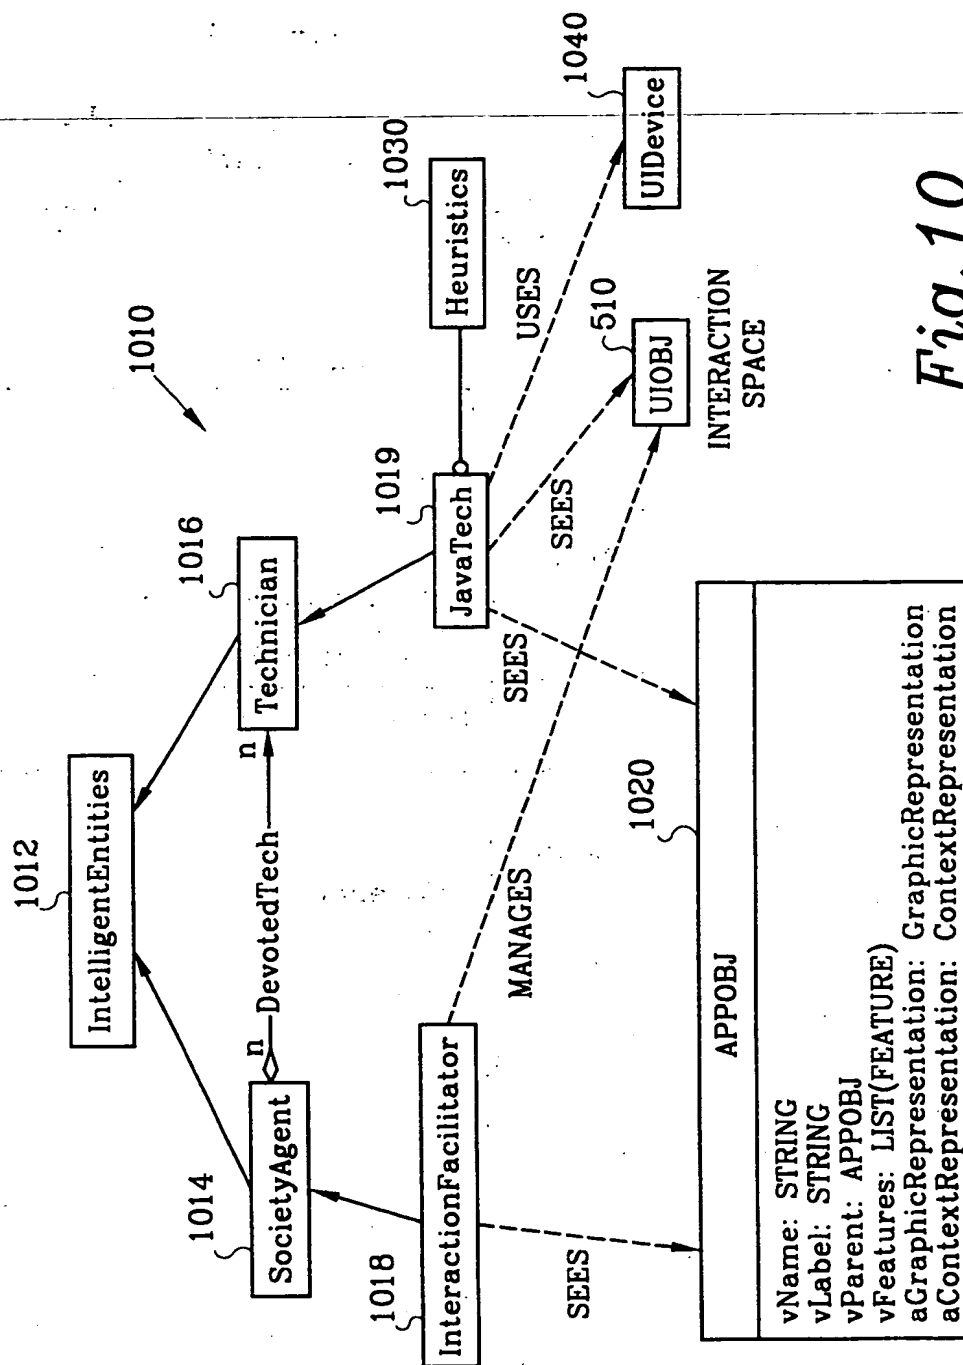 1010
1012
IntelligentEntities
1014
SocietyAgent
n
DevotedTech
n
1016
Technician
1018
InteractionFacilitator
1019
JavaTech
1030
Heuristics
SEES
MANAGES
SEES
SEES
USES
510
UIOBJ
INTERACTION
SPACE
1040
UIDevice
1020
APPOBJ
vName: STRING
vLabel: STRING
vParent: APPOBJ
vFeatures: LIST(FEATURE)
aGraphicRepresentation: GraphicRepresentation
aContextRepresentation: ContextRepresentation
Fig.10